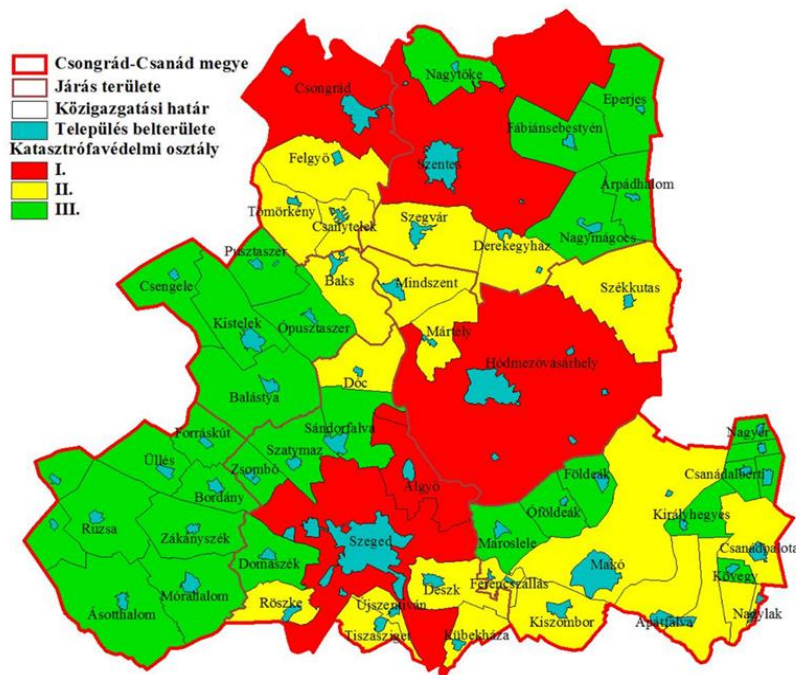 Csongrád-Csanád megye
Járás területe
Közigazgatási határ
Település belterülete
Katasztrófavédelmi osztály
I.
II.
III.
Nagytőke
Csongrád
Eperjes
Fábiánsebestyén
Felgyő
Szentes
Árpádhalom
Tömörkény
Csanytelek
Szegvár
Nagymágocs
Derekegyház
Pusztaszer
Baks
Mindszent
Csengele
Székkutas
Kistelek
Ópusztaszer
Mártély
Hódmezővásárhely
Dóc
Balástya
Sándorfalva
Forráskút
Szatymaz
Nagyér
Üllés
Zsombó
Algyő
Földeák
Csanádalberti
Bordány
Óföldeák
Királyhegyes
Ruzsa
Zákányszék
Szeged
Maroslele
Csanádpalota
Domaszék
Makó
Kövegy
Mórahalom
Deszk
Ferencszállás
Ásotthalom
Röszke
Újszentiván
Kiszombor
Apátfalva
Nagylak
Tiszasziget
Kübekháza